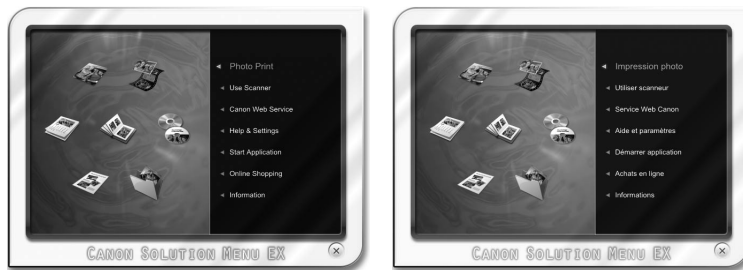 Photo Print
Use Scanner
Canon Web Service
Help & Settings
Start Application
Online Shopping
Information
CANON SOLUTION MENU EX
Impression photo
Utiliser scanneur
Service Web Canon
Aide et paramètres
Démarrer application
Achats en ligne
Informations
CANON SOLUTION MENU EX